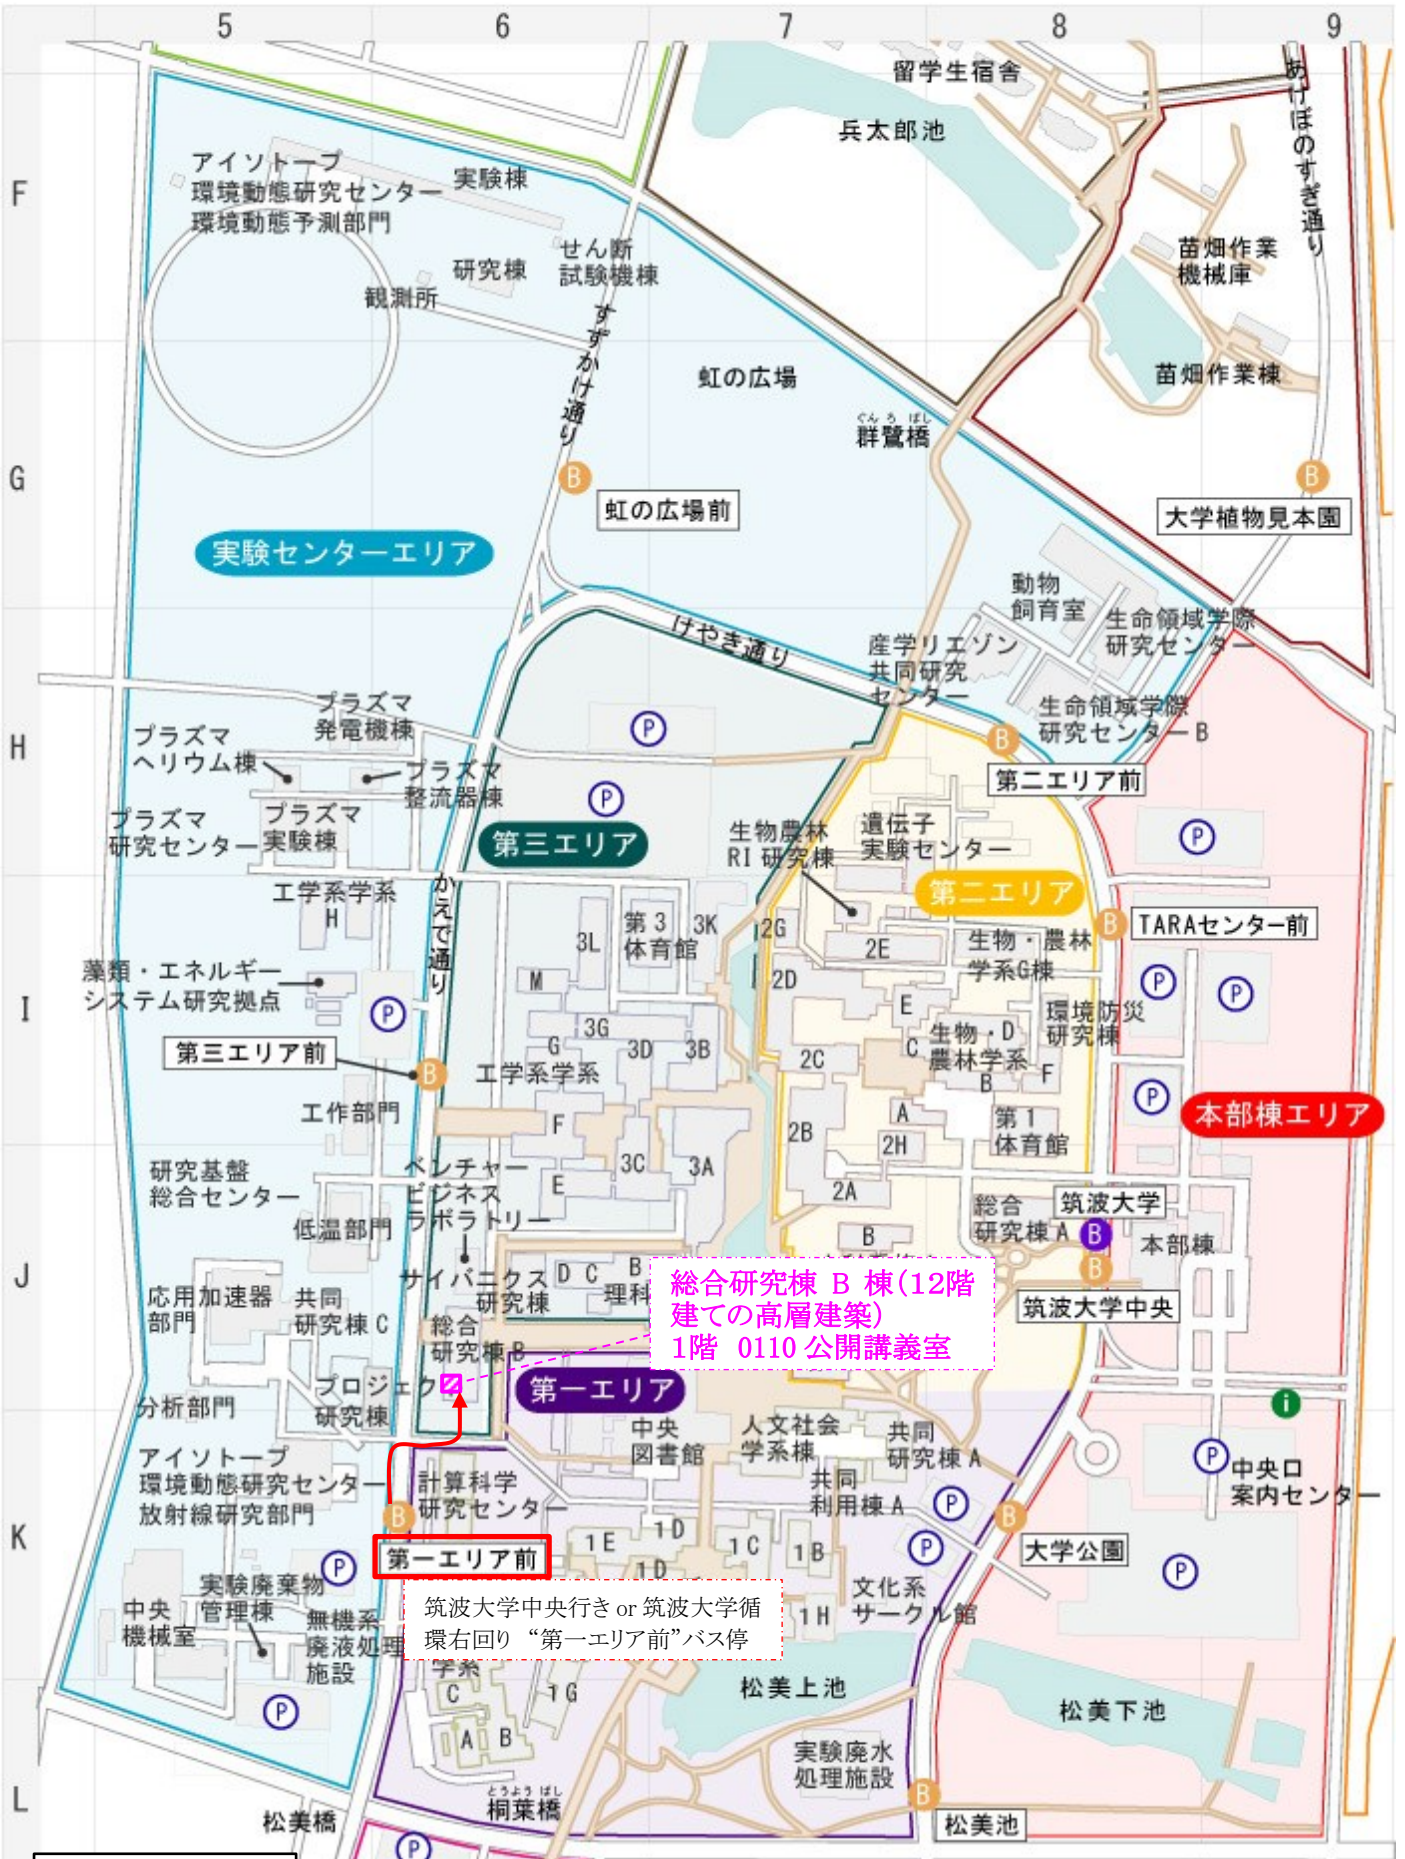 5
6
7
8
9
F
G
H
I
J
K
L
留学生宿舎
兵太郎池
あけぼのすぎ通り
アイソトープ
環境動態研究センター
環境動態予測部門
実験棟
せん断
試験機棟
研究棟
観測所
すずかけ通り
苗畑作業
機械庫
苗畑作業棟
虹の広場
ぐんろばし
群鷺橋
B
虹の広場前
B
大学植物見本園
実験センターエリア
動物
飼育室
生命領域学際
研究センター
けやき通り
産学リエゾン
共同研究
センター
生命領域学際
研究センターB
プラズマ
発電機棟
プラズマ
ヘリウム棟
プラズマ
整流器棟
P
P
B
第二エリア前
プラズマ
研究センター
プラズマ
実験棟
第三エリア
生物農林
RI 研究棟
遺伝子
実験センター
P
第二エリア
工学系学系
H
かえで通り
3L
第3
体育館
3K
2G
2E
生物・農林
学系G棟
B
TARAセンター前
藻類・エネルギー
システム研究拠点
P
M
2D
E
P
P
環境防災
研究棟
第三エリア前
B
3G
G
3D
3B
工学系学系
2C
C
生物・D
農林学系
B
F
P
本部棟エリア
工作部門
F
2B
A
第1
体育館
2H
研究基盤
総合センター
ベンチャー
ビジネス
ラボラトリー
E
3C
3A
2A
低温部門
B
総合
研究棟A
筑波大学
B
本部棟
B
筑波大学中央
応用加速器
部門
共同
研究棟C
サイバニクス
研究棟
D
C
B
理科
総合研究棟 B 棟(12階
建ての高層建築)
1階 0110 公開講義室
総合
研究棟B
プロジェク
研究棟
第一エリア
分析部門
i
中央
図書館
人文社会
学系棟
共同
研究棟A
P
中央口
案内センター
アイソトープ
環境動態研究センター
放射線研究部門
計算科学
研究センター
共同
利用棟A
P
P
B
B
第一エリア前
1E
1D
1D
1C
1B
大学公園
P
P
実験廃棄物
管理棟
中央
機械室
無機系
廃液処理
施設
筑波大学中央行き or 筑波大学循
環右回り “第一エリア前”バス停
文化系
サークル館
1H
学系
C
1G
P
A
B
松美上池
松美下池
実験廃水
処理施設
とうようばし
桐葉橋
松美橋
P
B
松美池